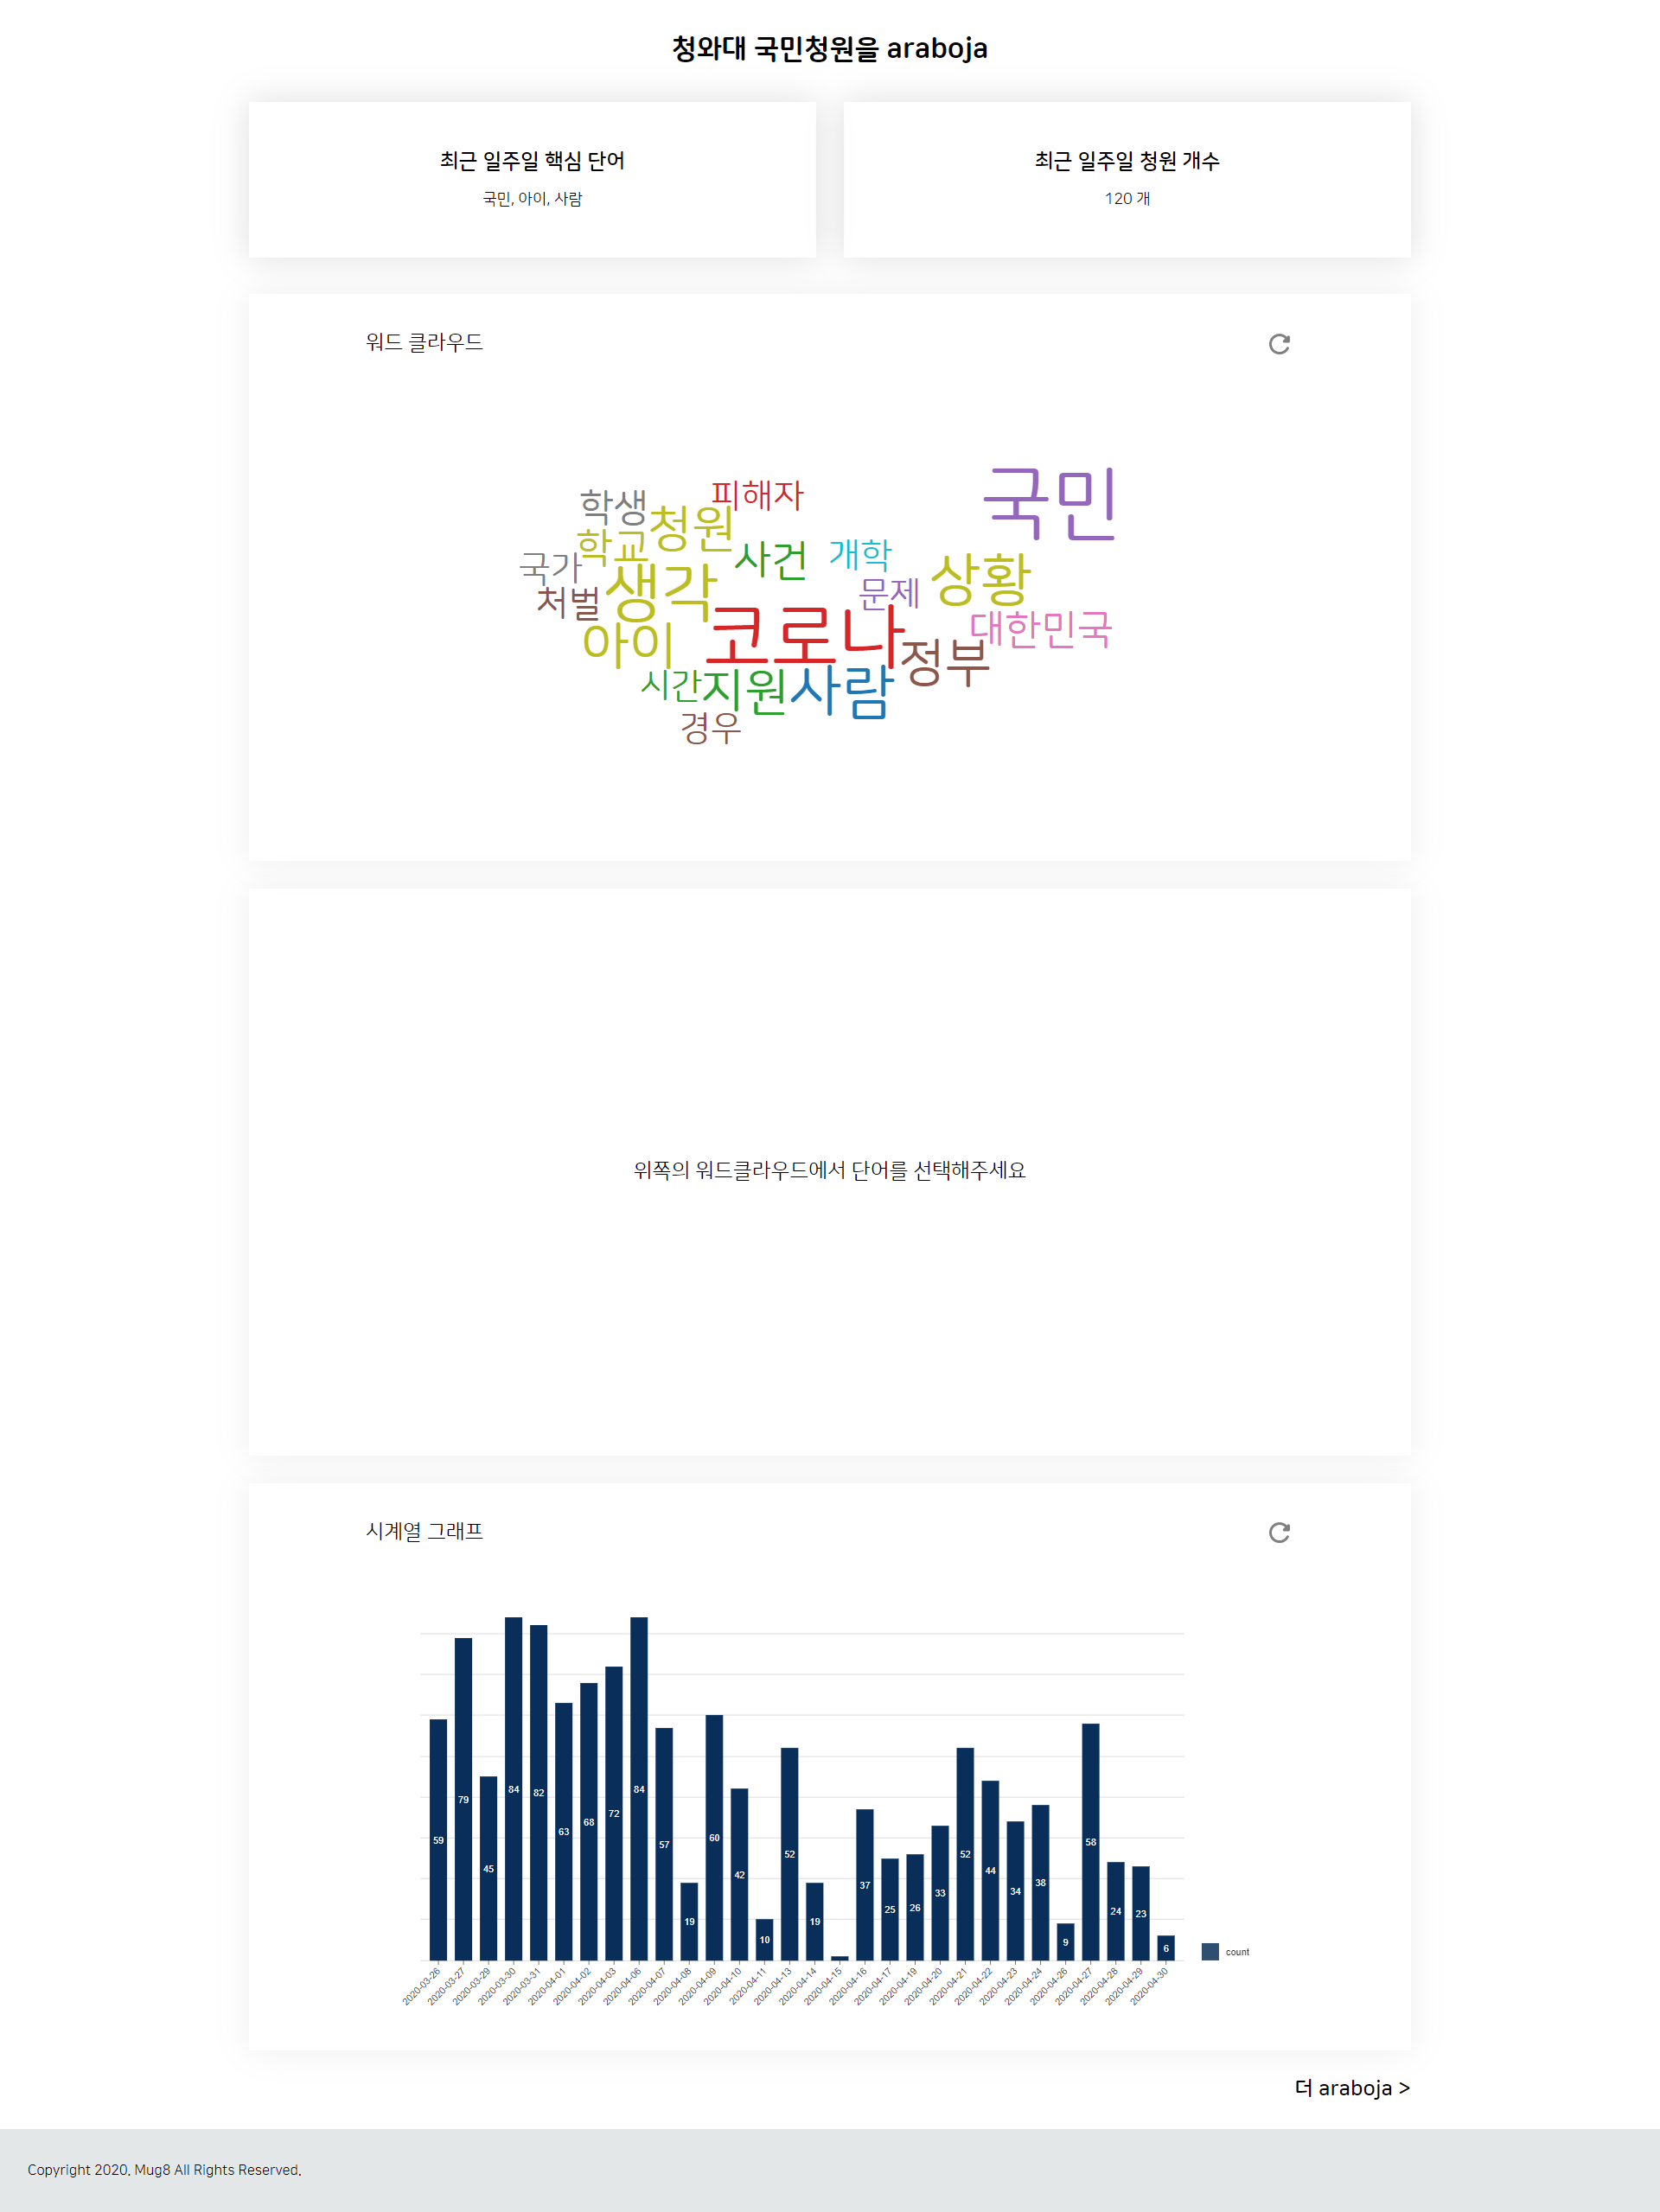 청와대 국민청원을 araboja
최근 일주일 핵심 단어
국민, 아이, 사람
최근 일주일 청원 개수
120 개
워드 클라우드
국민
피해자
학생
청원
학교
사건
개학
국가
생각
상황
처벌
문제
코로나
대한민국
아이
정부
시간
지원
사람
경우
위쪽의 워드클라우드에서 단어를 선택해주세요
시계열 그래프
59
79
45
84
82
63
68
72
84
57
19
60
42
10
52
19
37
25
26
33
52
44
34
38
9
58
24
23
6
count
2020-03-26
2020-03-27
2020-03-29
2020-03-30
2020-03-31
2020-04-01
2020-04-02
2020-04-03
2020-04-06
2020-04-07
2020-04-08
2020-04-09
2020-04-10
2020-04-11
2020-04-13
2020-04-14
2020-04-15
2020-04-16
2020-04-17
2020-04-19
2020-04-20
2020-04-21
2020-04-22
2020-04-23
2020-04-24
2020-04-26
2020-04-27
2020-04-28
2020-04-29
2020-04-30
더 araboja >
Copyright 2020. Mug8 All Rights Reserved.